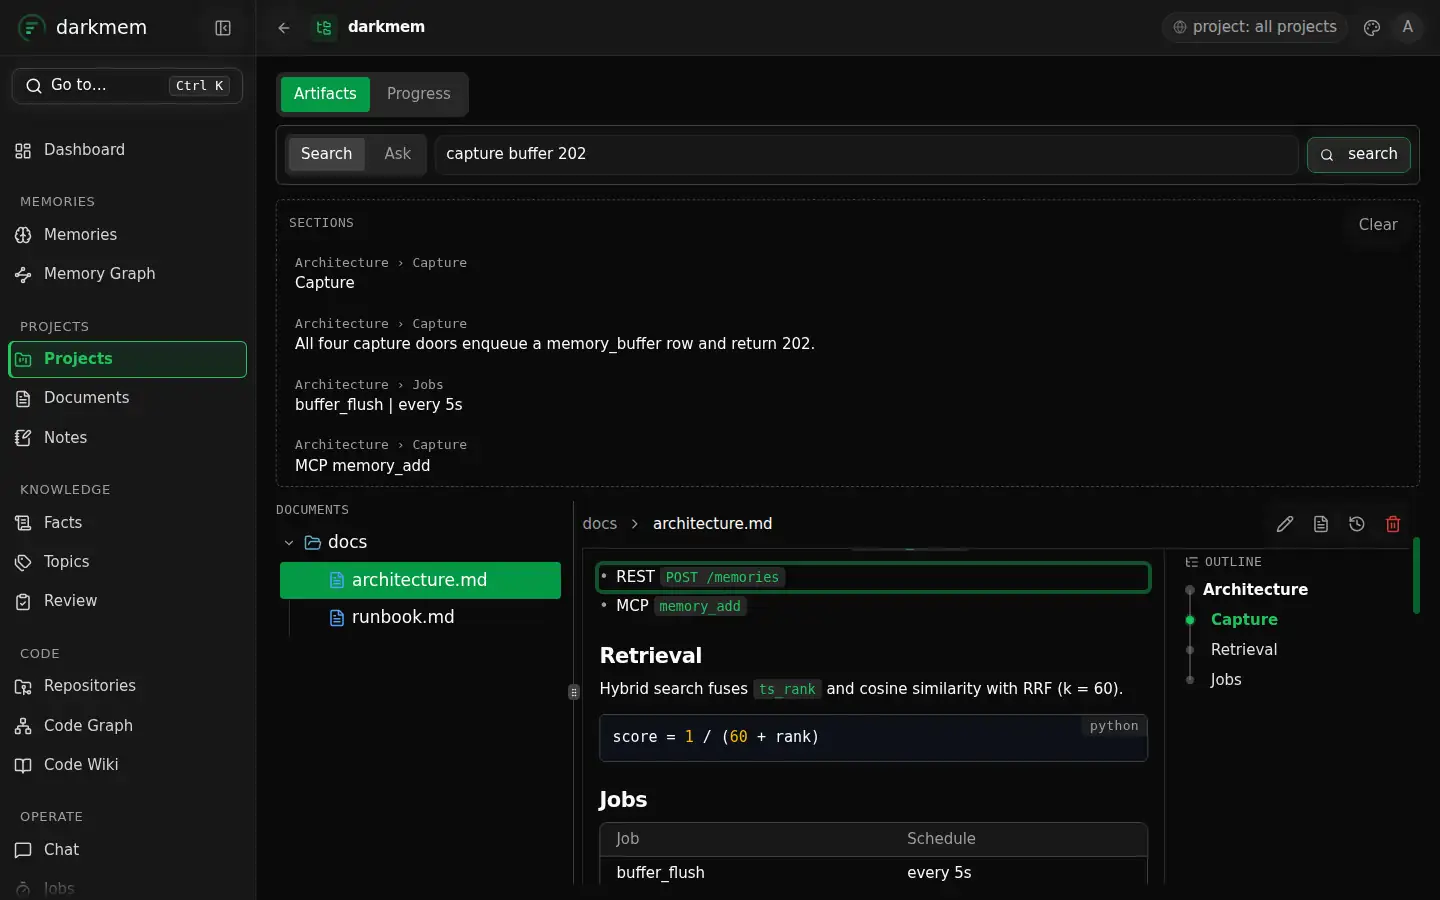 darkmem
Go to...
Ctrl K
Dashboard
MEMORIES
Memories
Memory Graph
PROJECTS
Projects
Documents
Notes
KNOWLEDGE
Facts
Topics
Review
CODE
Repositories
Code Graph
Code Wiki
OPERATE
Chat
Jobs
darkmem
project: all projects
A
Artifacts
Progress
Search
Ask
capture buffer 202
search
SECTIONS
Clear
Architecture › Capture
Capture
Architecture › Capture
All four capture doors enqueue a memory_buffer row and return 202.
Architecture › Jobs
buffer_flush | every 5s
Architecture › Capture
MCP memory_add
DOCUMENTS
docs
architecture.md
runbook.md
docs > architecture.md
• REST POST /memories
• MCP memory_add
Retrieval
Hybrid search fuses ts_rank and cosine similarity with RRF (k = 60).
python
score = 1 / (60 + rank)
Jobs
Job Schedule
buffer_flush every 5s
OUTLINE
Architecture
Capture
Retrieval
Jobs